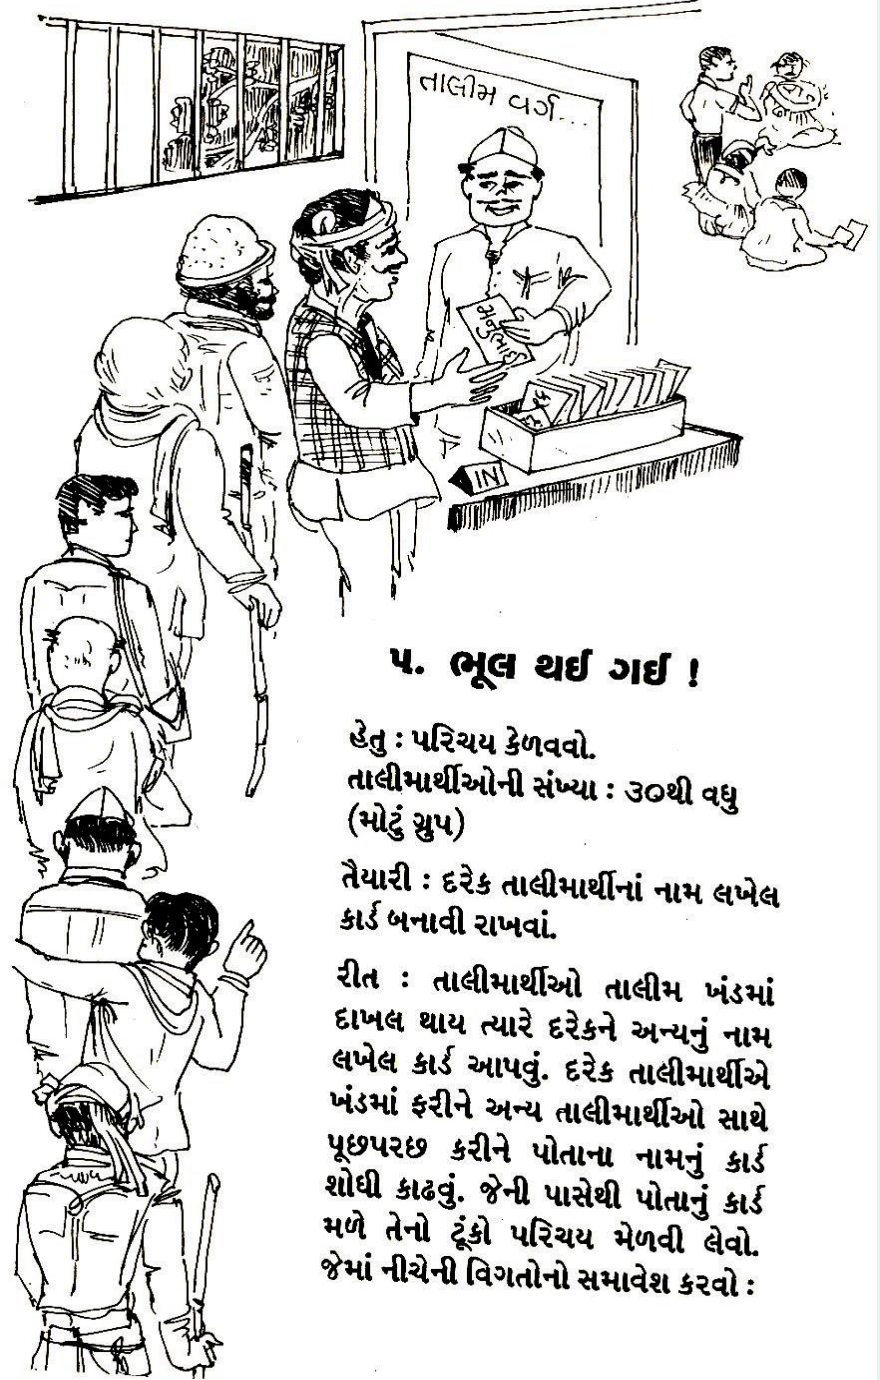 તાલીમ વર્ગ...
મનુભાઈ
IN
૫. ભૂલ થઈ ગઈ !
હેતુ : પરિચય કેળવવો.
તાલીમાર્થીઓની સંખ્યા : ૩૦થી વધુ
(મોટું ગ્રુપ)
તૈયારી : દરેક તાલીમાર્થીનાં નામ લખેલ
કાર્ડ બનાવી રાખવાં.
રીત : તાલીમાર્થીઓ તાલીમ ખંડમાં
દાખલ થાય ત્યારે દરેકને અન્યનું નામ
લખેલ કાર્ડ આપવું. દરેક તાલીમાર્થીએ
ખંડમાં ફરીને અન્ય તાલીમાર્થીઓ સાથે
પૂછપરછ કરીને પોતાના નામનું કાર્ડ
શોધી કાઢવું. જેની પાસેથી પોતાનું કાર્ડ
મળે તેનો ટૂંકો પરિચય મેળવી લેવો.
જેમાં નીચેની વિગતોનો સમાવેશ કરવો :